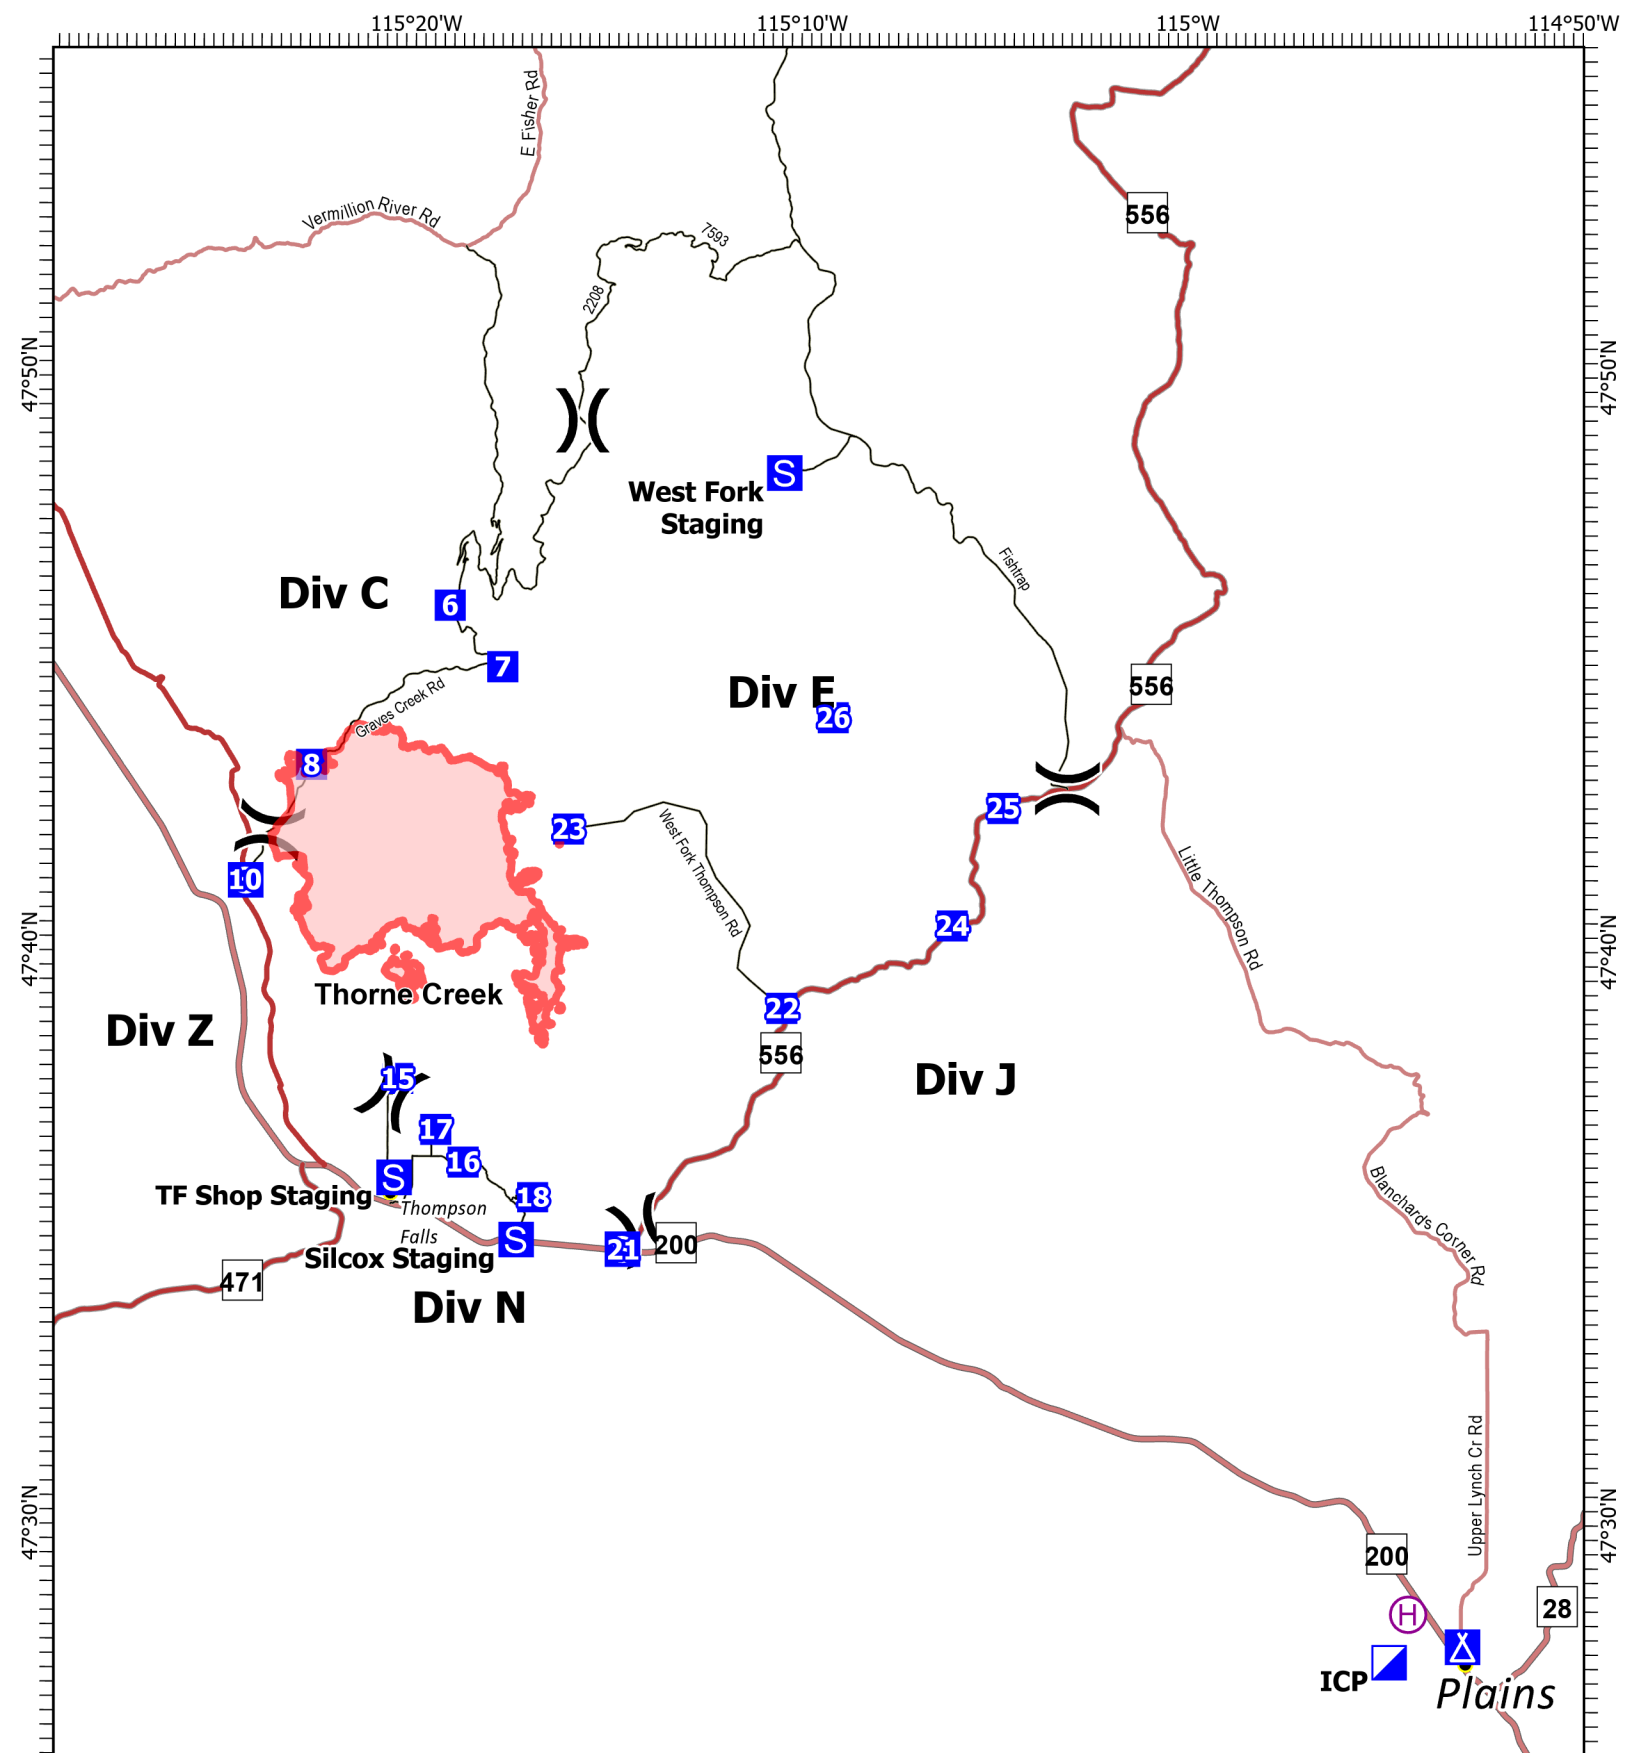 115°20'W
115°10'W
115°W
114°50'W
E Fisher Rd
556
Vermillion River Rd
7593
2208
47°50'N
47°50'N
S
West Fork
Staging
Fishtrap
Div C
6
7
556
Div E
26
Graves Creek Rd
8
25
23
West Fork Thompson Rd
Little Thompson Rd
10
24
47°40'N
47°40'N
Thorne Creek
22
Div Z
556
Div J
15
17
16
S
TF Shop Staging
18
Thompson
Falls
Blanchards Corner Rd
S
Silcox Staging
21
200
471
Div N
Upper Lynch Cr Rd
47°30'N
47°30'N
200
28
H
ICP
Plains